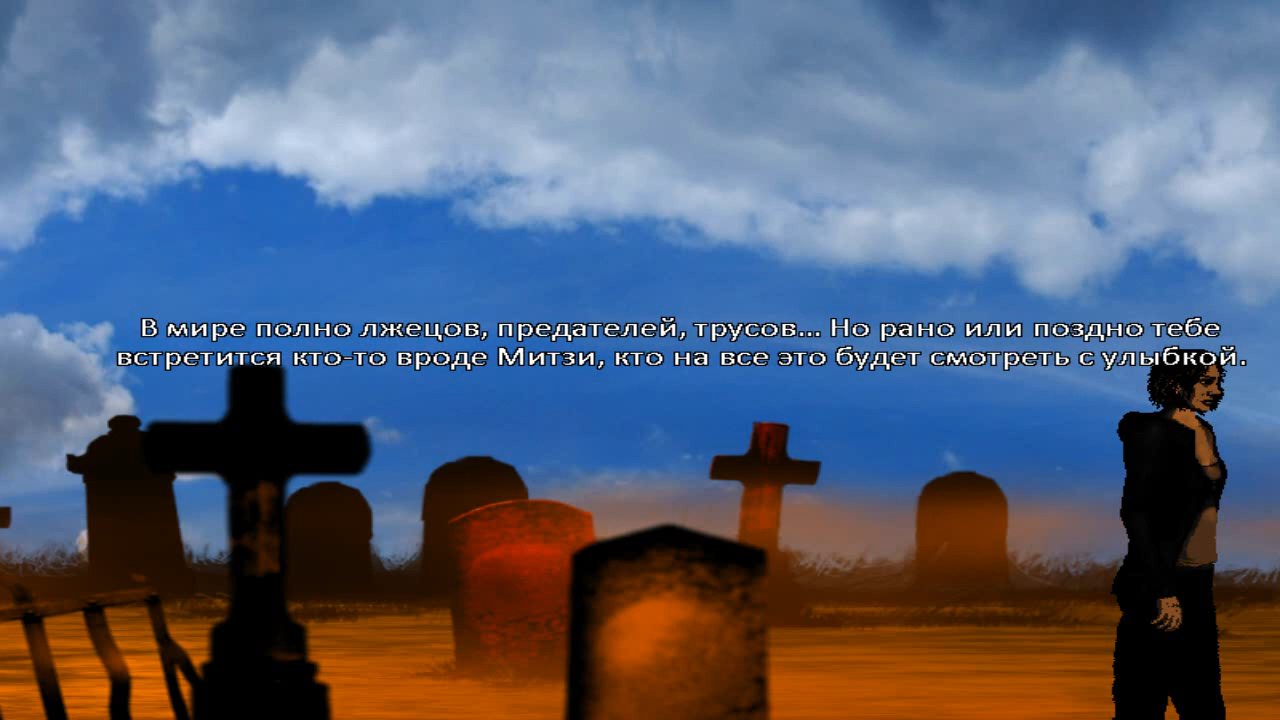 В мире полно лжецов, предателей, трусов... Но рано или поздно тебе
встретится кто-то вроде Митзи, кто на все это будет смотреть с улыбкой.